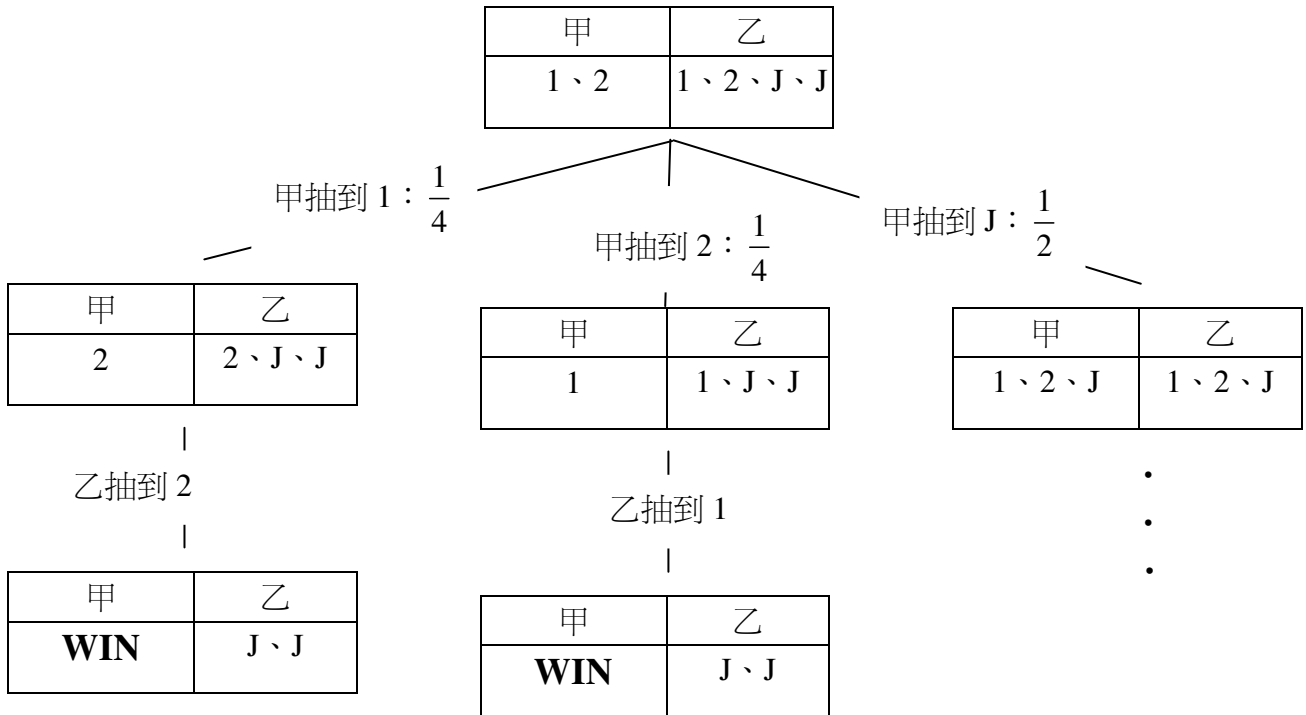 甲 乙
1、2 1、2、J、J
甲抽到 1：1/4
甲抽到 2：1/4
甲抽到 J：1/2
甲 乙
2 2、J、J
甲 乙
1 1、J、J
甲 乙
1、2、J 1、2、J
乙抽到 2
乙抽到 1
甲 乙
WIN J、J
甲 乙
WIN J、J